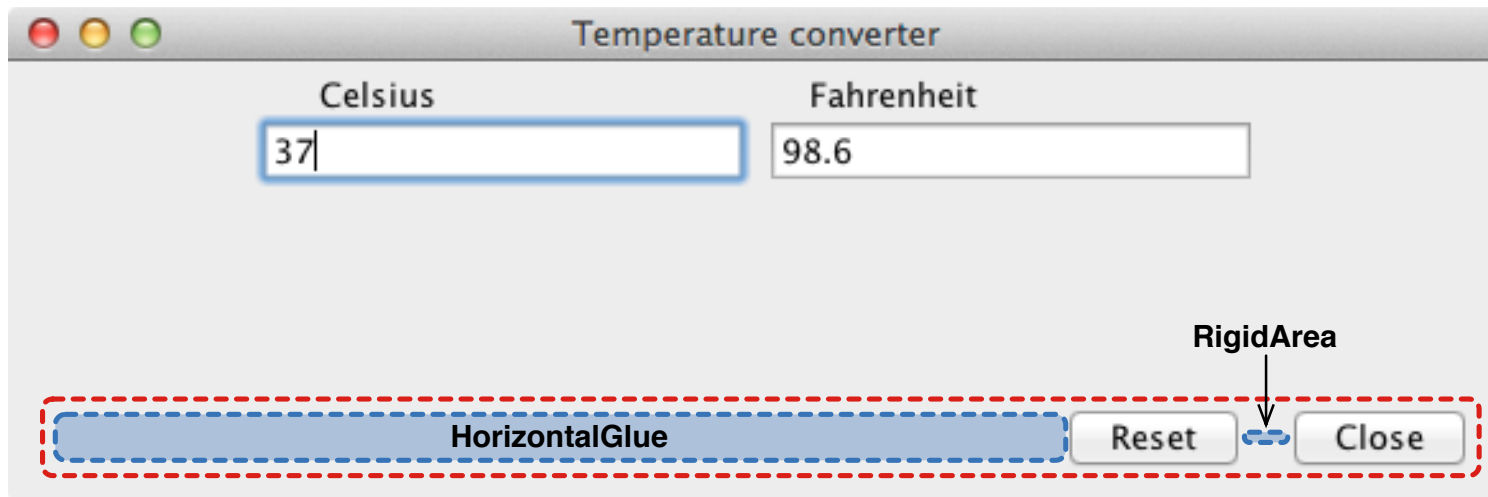 Temperature converter
Celsius Fahrenheit
37 98.6
RigidArea
HorizontalGlue Reset Close